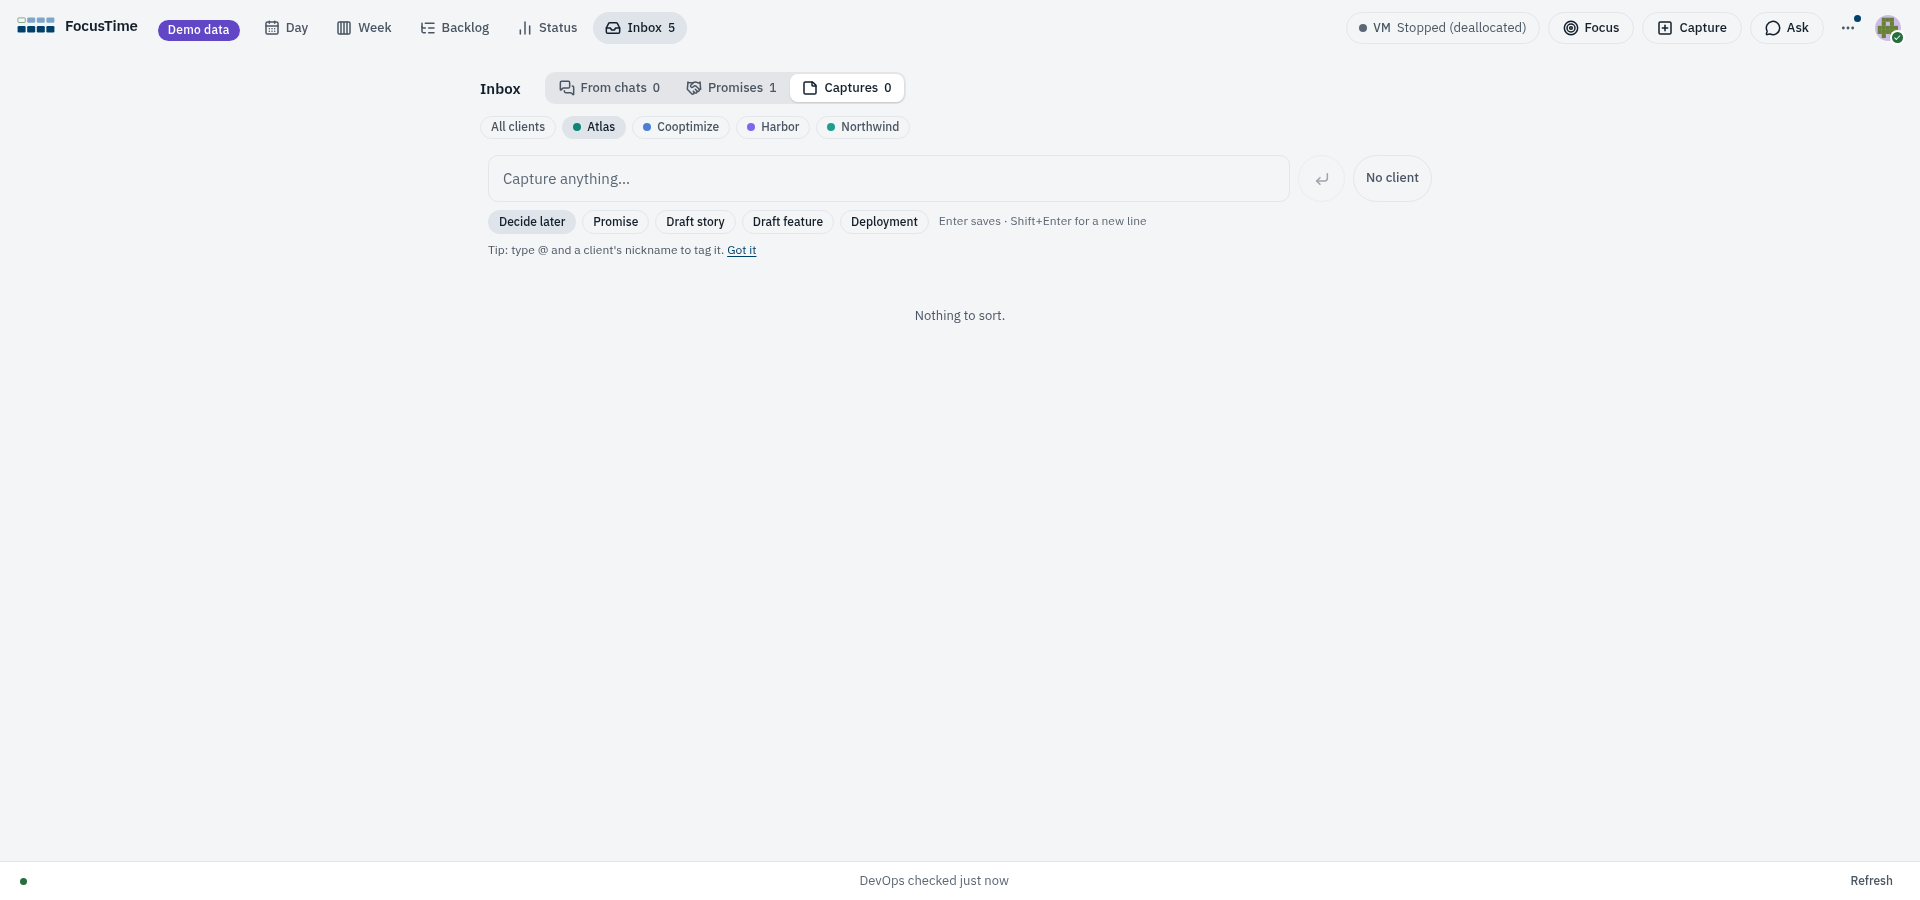 FocusTime
Demo data
Day
Week
Backlog
Status
Inbox 5
VM Stopped (deallocated)
Focus
Capture
Ask
Inbox
From chats 0
Promises 1
Captures 0
All clients
Atlas
Cooptimize
Harbor
Northwind
Capture anything...
No client
Decide later
Promise
Draft story
Draft feature
Deployment
Enter saves · Shift+Enter for a new line
Tip: type @ and a client's nickname to tag it. Got it
Nothing to sort.
DevOps checked just now
Refresh